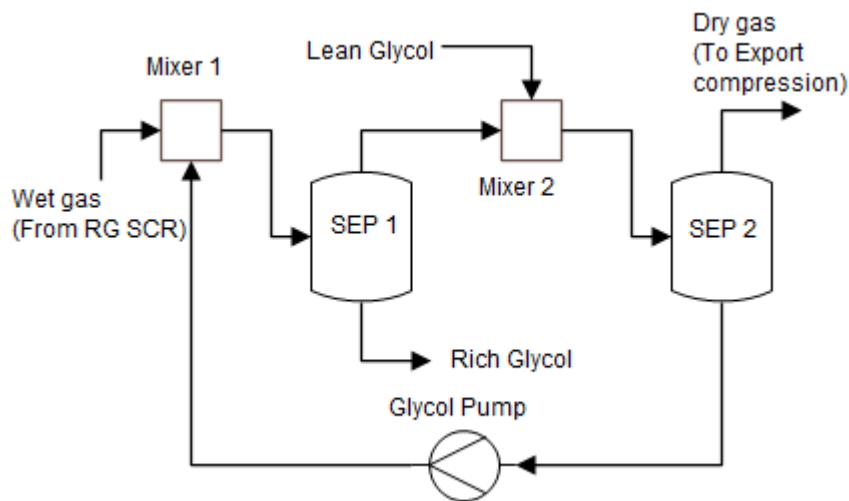 Dry gas
(To Export
compression)
Lean Glycol
Mixer 1
Mixer 2
Wet gas
(From RG SCR)
SEP 1
SEP 2
Rich Glycol
Glycol Pump